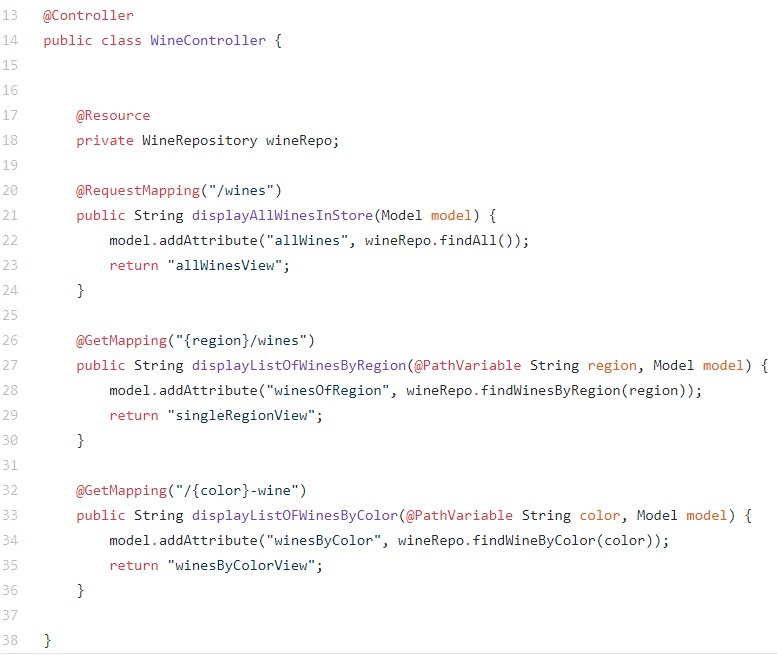 13 @Controller
14 public class WineController {
15
16
17 @Resource
18 private WineRepository wineRepo;
19
20 @RequestMapping("/wines")
21 public String displayAllWinesInStore(Model model) {
22 model.addAttribute("allWines", wineRepo.findAll());
23 return "allWinesView";
24 }
25
26 @GetMapping("{region}/wines")
27 public String displayListOfWinesByRegion(@PathVariable String region, Model model) {
28 model.addAttribute("winesOfRegion", wineRepo.findWinesByRegion(region));
29 return "singleRegionView";
30 }
31
32 @GetMapping("/{color}-wine")
33 public String displayListOFWinesByColor(@PathVariable String color, Model model) {
34 model.addAttribute("winesByColor", wineRepo.findWineByColor(color));
35 return "winesByColorView";
36 }
37
38 }